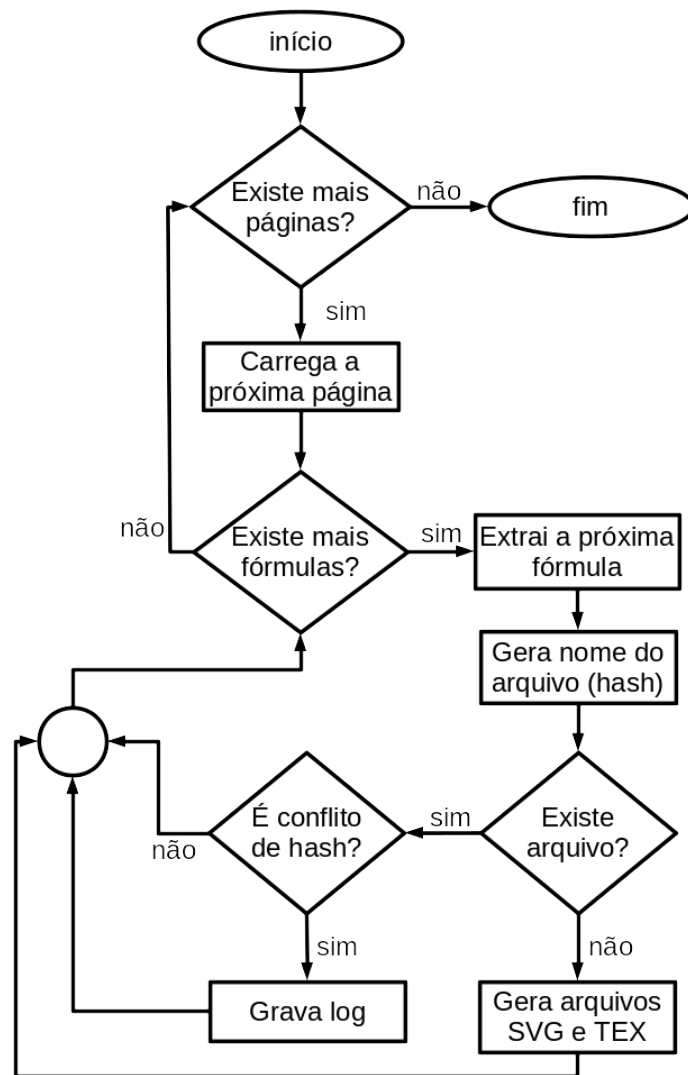 início
Existe mais
páginas?
não
fim
sim
Carrega a
próxima página
não
Existe mais
fórmulas?
sim
Extrai a próxima
fórmula
Gera nome do
arquivo (hash)
Existe
arquivo?
sim
É conflito
de hash?
não
sim
Grava log
não
Gera arquivos
SVG e TEX